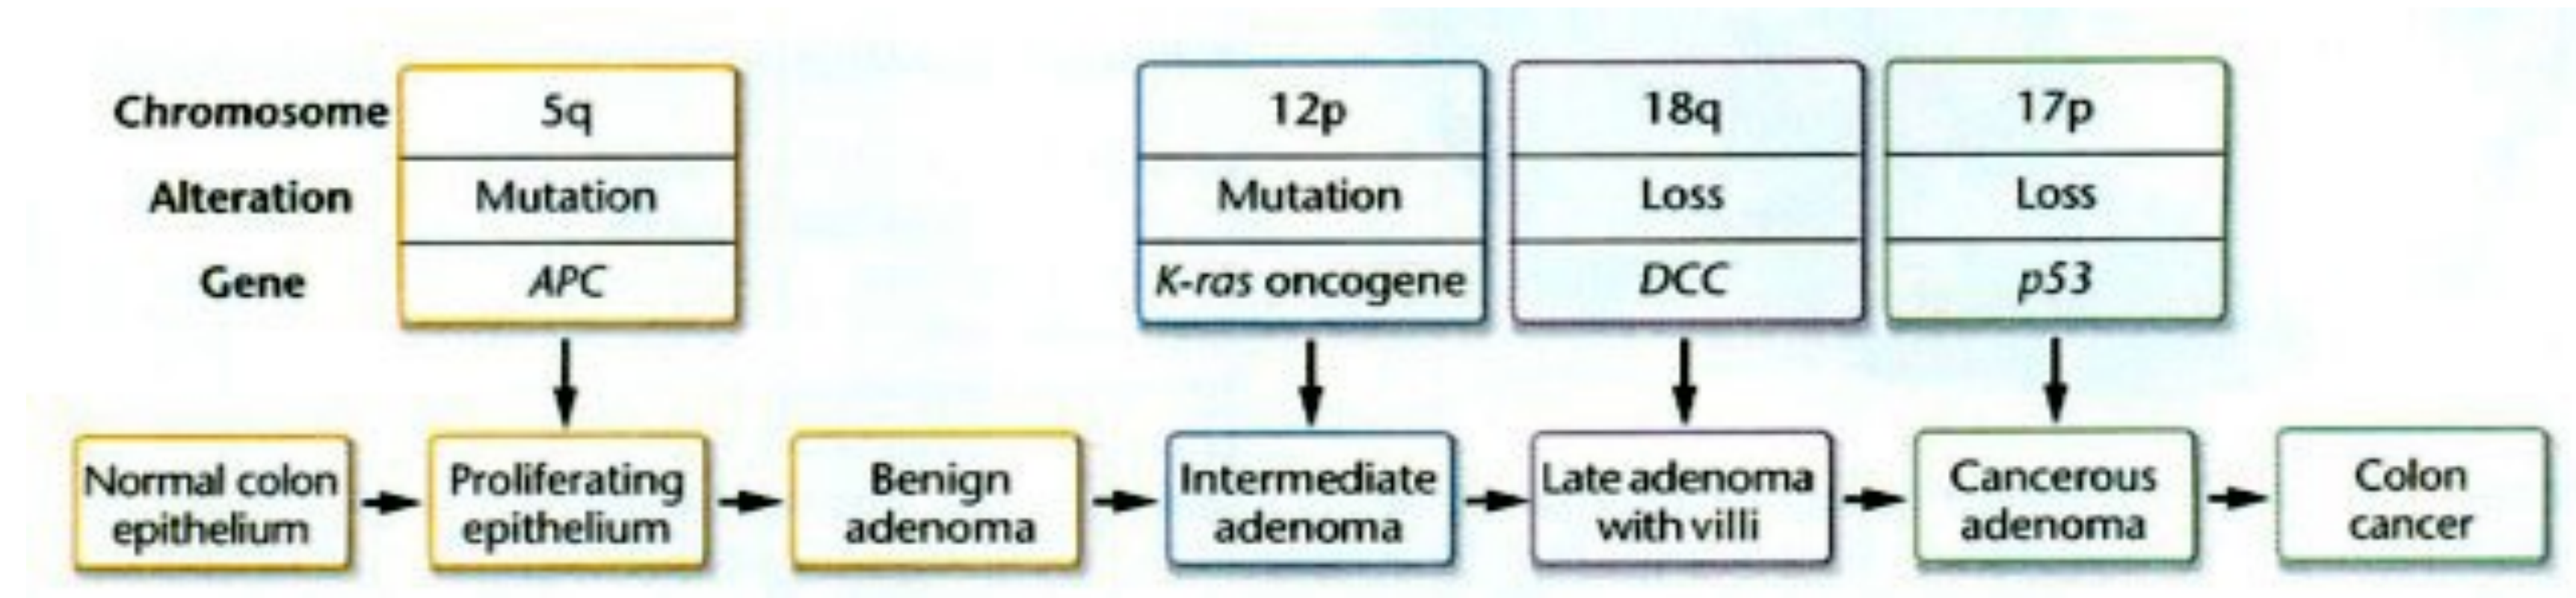 Chromosome 5q 12p 18q 17p
Alteration Mutation Mutation Loss Loss
Gene APC K-ras oncogene DCC p53
Normal colon Proliferating Benign Intermediate Late adenoma Cancerous Colon
epithelium epithelium adenoma adenoma with villi adenoma cancer